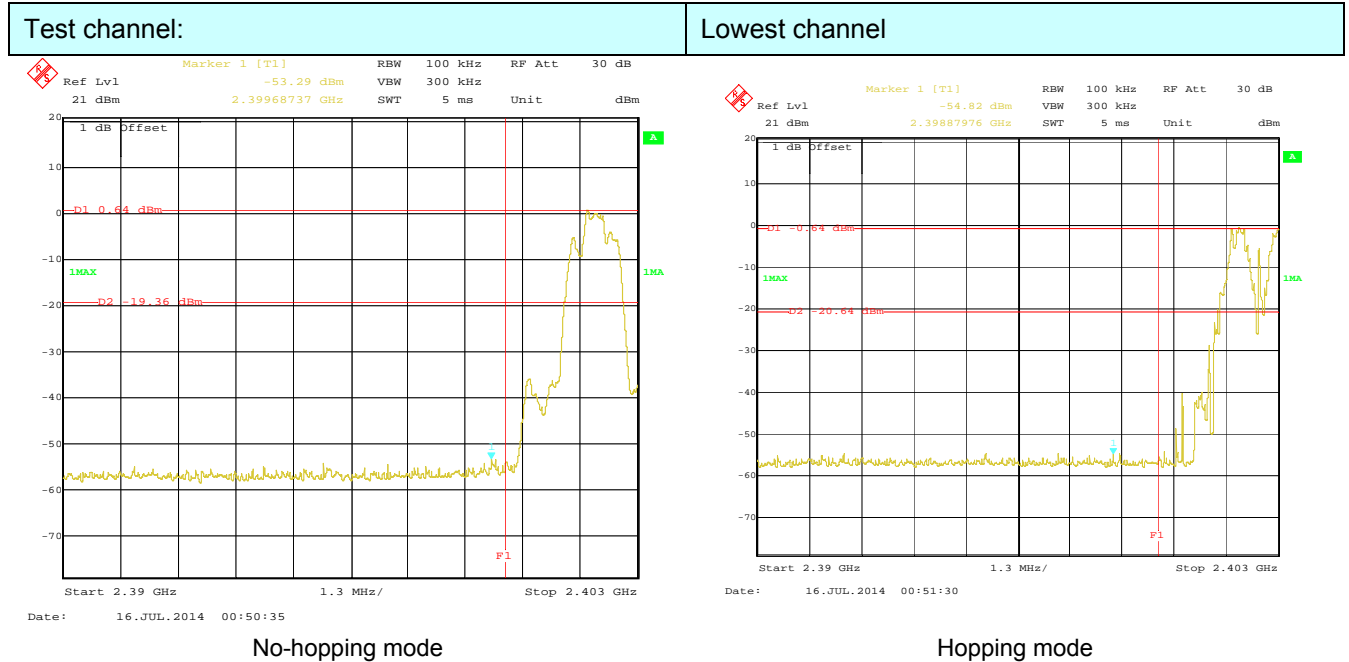 Test channel:
Lowest channel
R S
Marker 1 [T1] RBW 100 kHz RF Att 30 dB
Ref Lvl -53.29 dBm VBW 300 kHz
21 dBm 2.39968737 GHz SWT 5 ms Unit dBm
20
1 dB Offset
A
10
D1 0.64 dBm
0
-10
1MAX
1MA
D2 -19.36 dBm
-20
-30
-40
-50
1
-60
-70
F1
Start 2.39 GHz 1.3 MHz/ Stop 2.403 GHz
Date: 16.JUL.2014 00:50:35
No-hopping mode
R S
Marker 1 [T1] RBW 100 kHz RF Att 30 dB
Ref Lvl -54.82 dBm VBW 300 kHz
21 dBm 2.39887976 GHz SWT 5 ms Unit dBm
20
1 dB Offset
A
10
0
D1 -0.64 dBm
-10
1MAX
1MA
-20
D2 -20.64 dBm
-30
-40
-50
1
-60
-70
F1
Start 2.39 GHz 1.3 MHz/ Stop 2.403 GHz
Date: 16.JUL.2014 00:51:30
Hopping mode